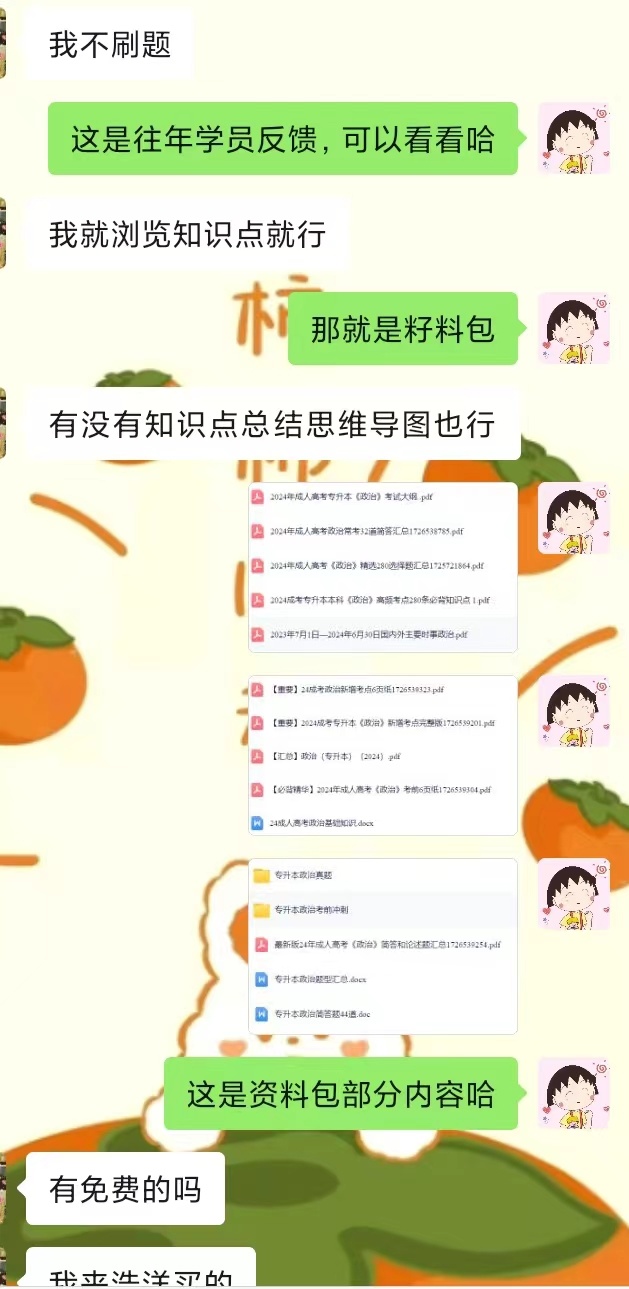 我不刷题
这是往年学员反馈，可以看看哈
我就浏览知识点就行
柿
那就是籽料包
有没有知识点总结思维导图也行
2024年成人高考专升本《政治》考试大纲.pdf
2024年成人高考政治常考32道简答汇总1726538785.pdf
2024年成人高考《政治》精选280选择题汇总1725721864.pdf
2024成考专升本本科《政治》高频考点280条必背知识点 1.pdf
2023年7月1日—2024年6月30日国内外主要时事政治.pdf
【重要】24成考政治新增考点6页纸1726539323.pdf
【重要】2024成考专升本《政治》新增考点完整版1726539201.pdf
【汇总】政治（专升本）（2024）.pdf
【必背精华】2024年成人高考《政治》考前6页纸1726539304.pdf
24成人高考政治基础知识.docx
专升本政治真题
专升本政治考前冲刺
最新版24年成人高考《政治》简答和论述题汇总1726539254.pdf
专升本政治题型汇总.docx
专升本政治简答题44道.doc
这是资料包部分内容哈
有免费的吗